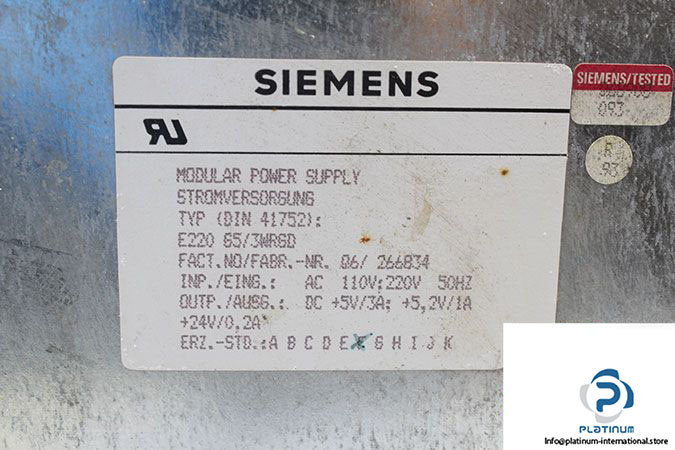 SIEMENS
SIEMENS/TESTED
093
R
93
MODULAR POWER SUPPLY
STROMVERSORGUNG
TYP (DIN 41752):
E220 G5/3WRGD
FACT.NO/FABR.-NR. Q6/ 266834
INP./EING.: AC 110V;220V 50HZ
OUTP./AUSG.: DC +5V/3A; +5,2V/1A
+24V/0,2A
ERZ.-STD.:A B C D E F G H I J K
PLATINUM
Info@platinum-international.store